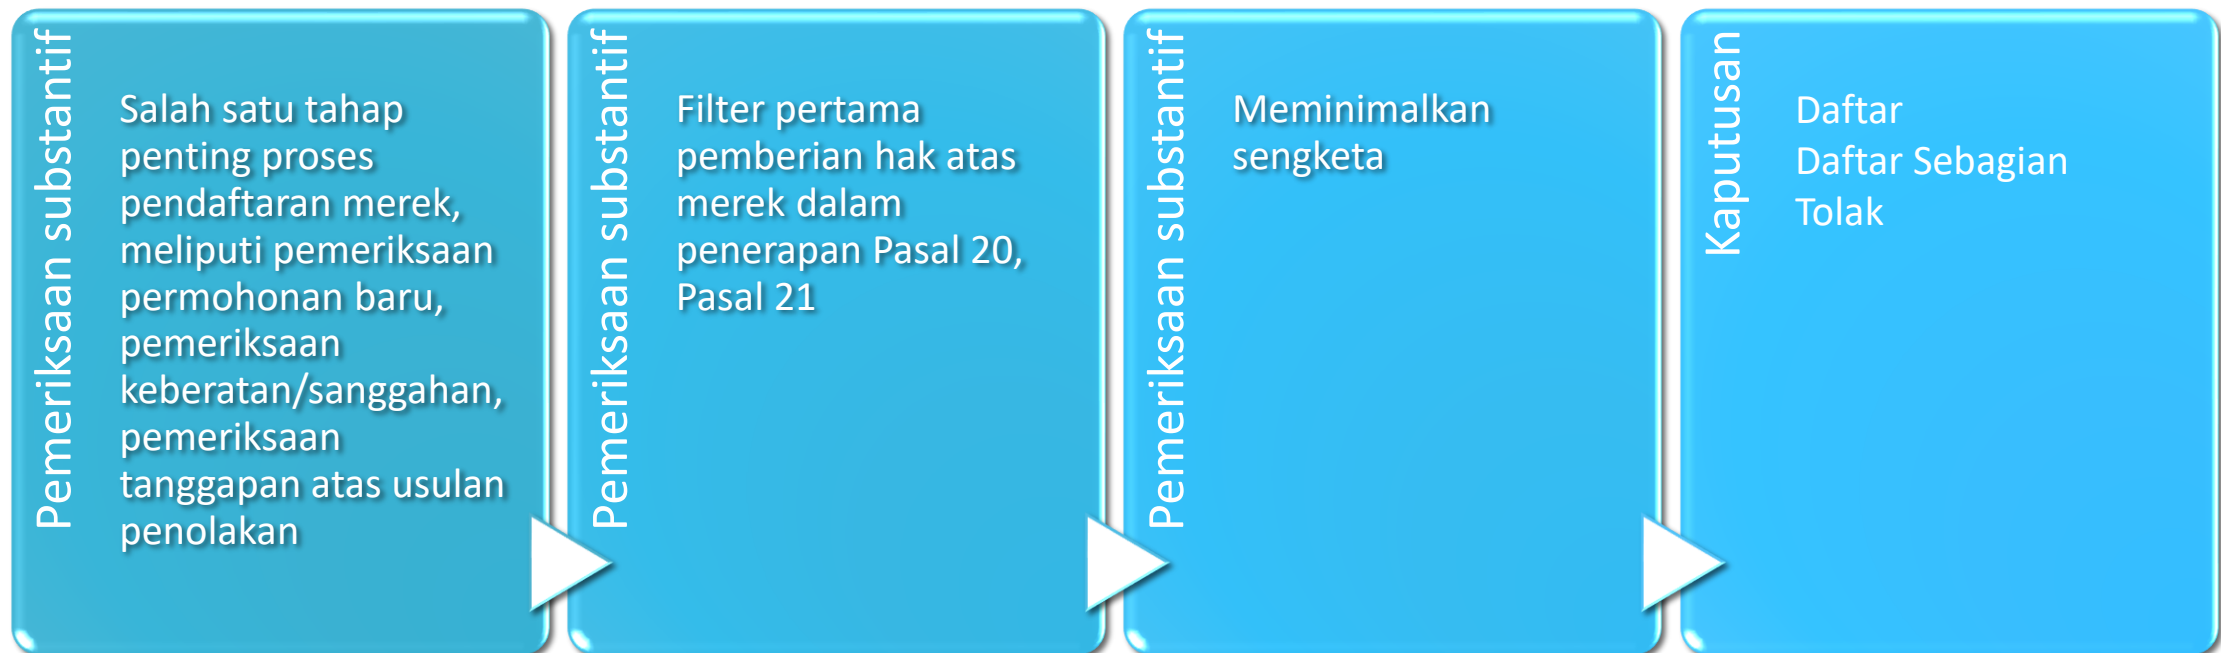 Pemeriksaan substantif
Salah satu tahap
penting proses
pendaftaran merek,
meliputi pemeriksaan
permohonan baru,
pemeriksaan
keberatan/sanggahan,
pemeriksaan
tanggapan atas usulan
penolakan
Pemeriksaan substantif
Filter pertama
pemberian hak atas
merek dalam
penerapan Pasal 20,
Pasal 21
Pemeriksaan substantif
Meminimalkan
sengketa
Kaputusan
Daftar
Daftar Sebagian
Tolak